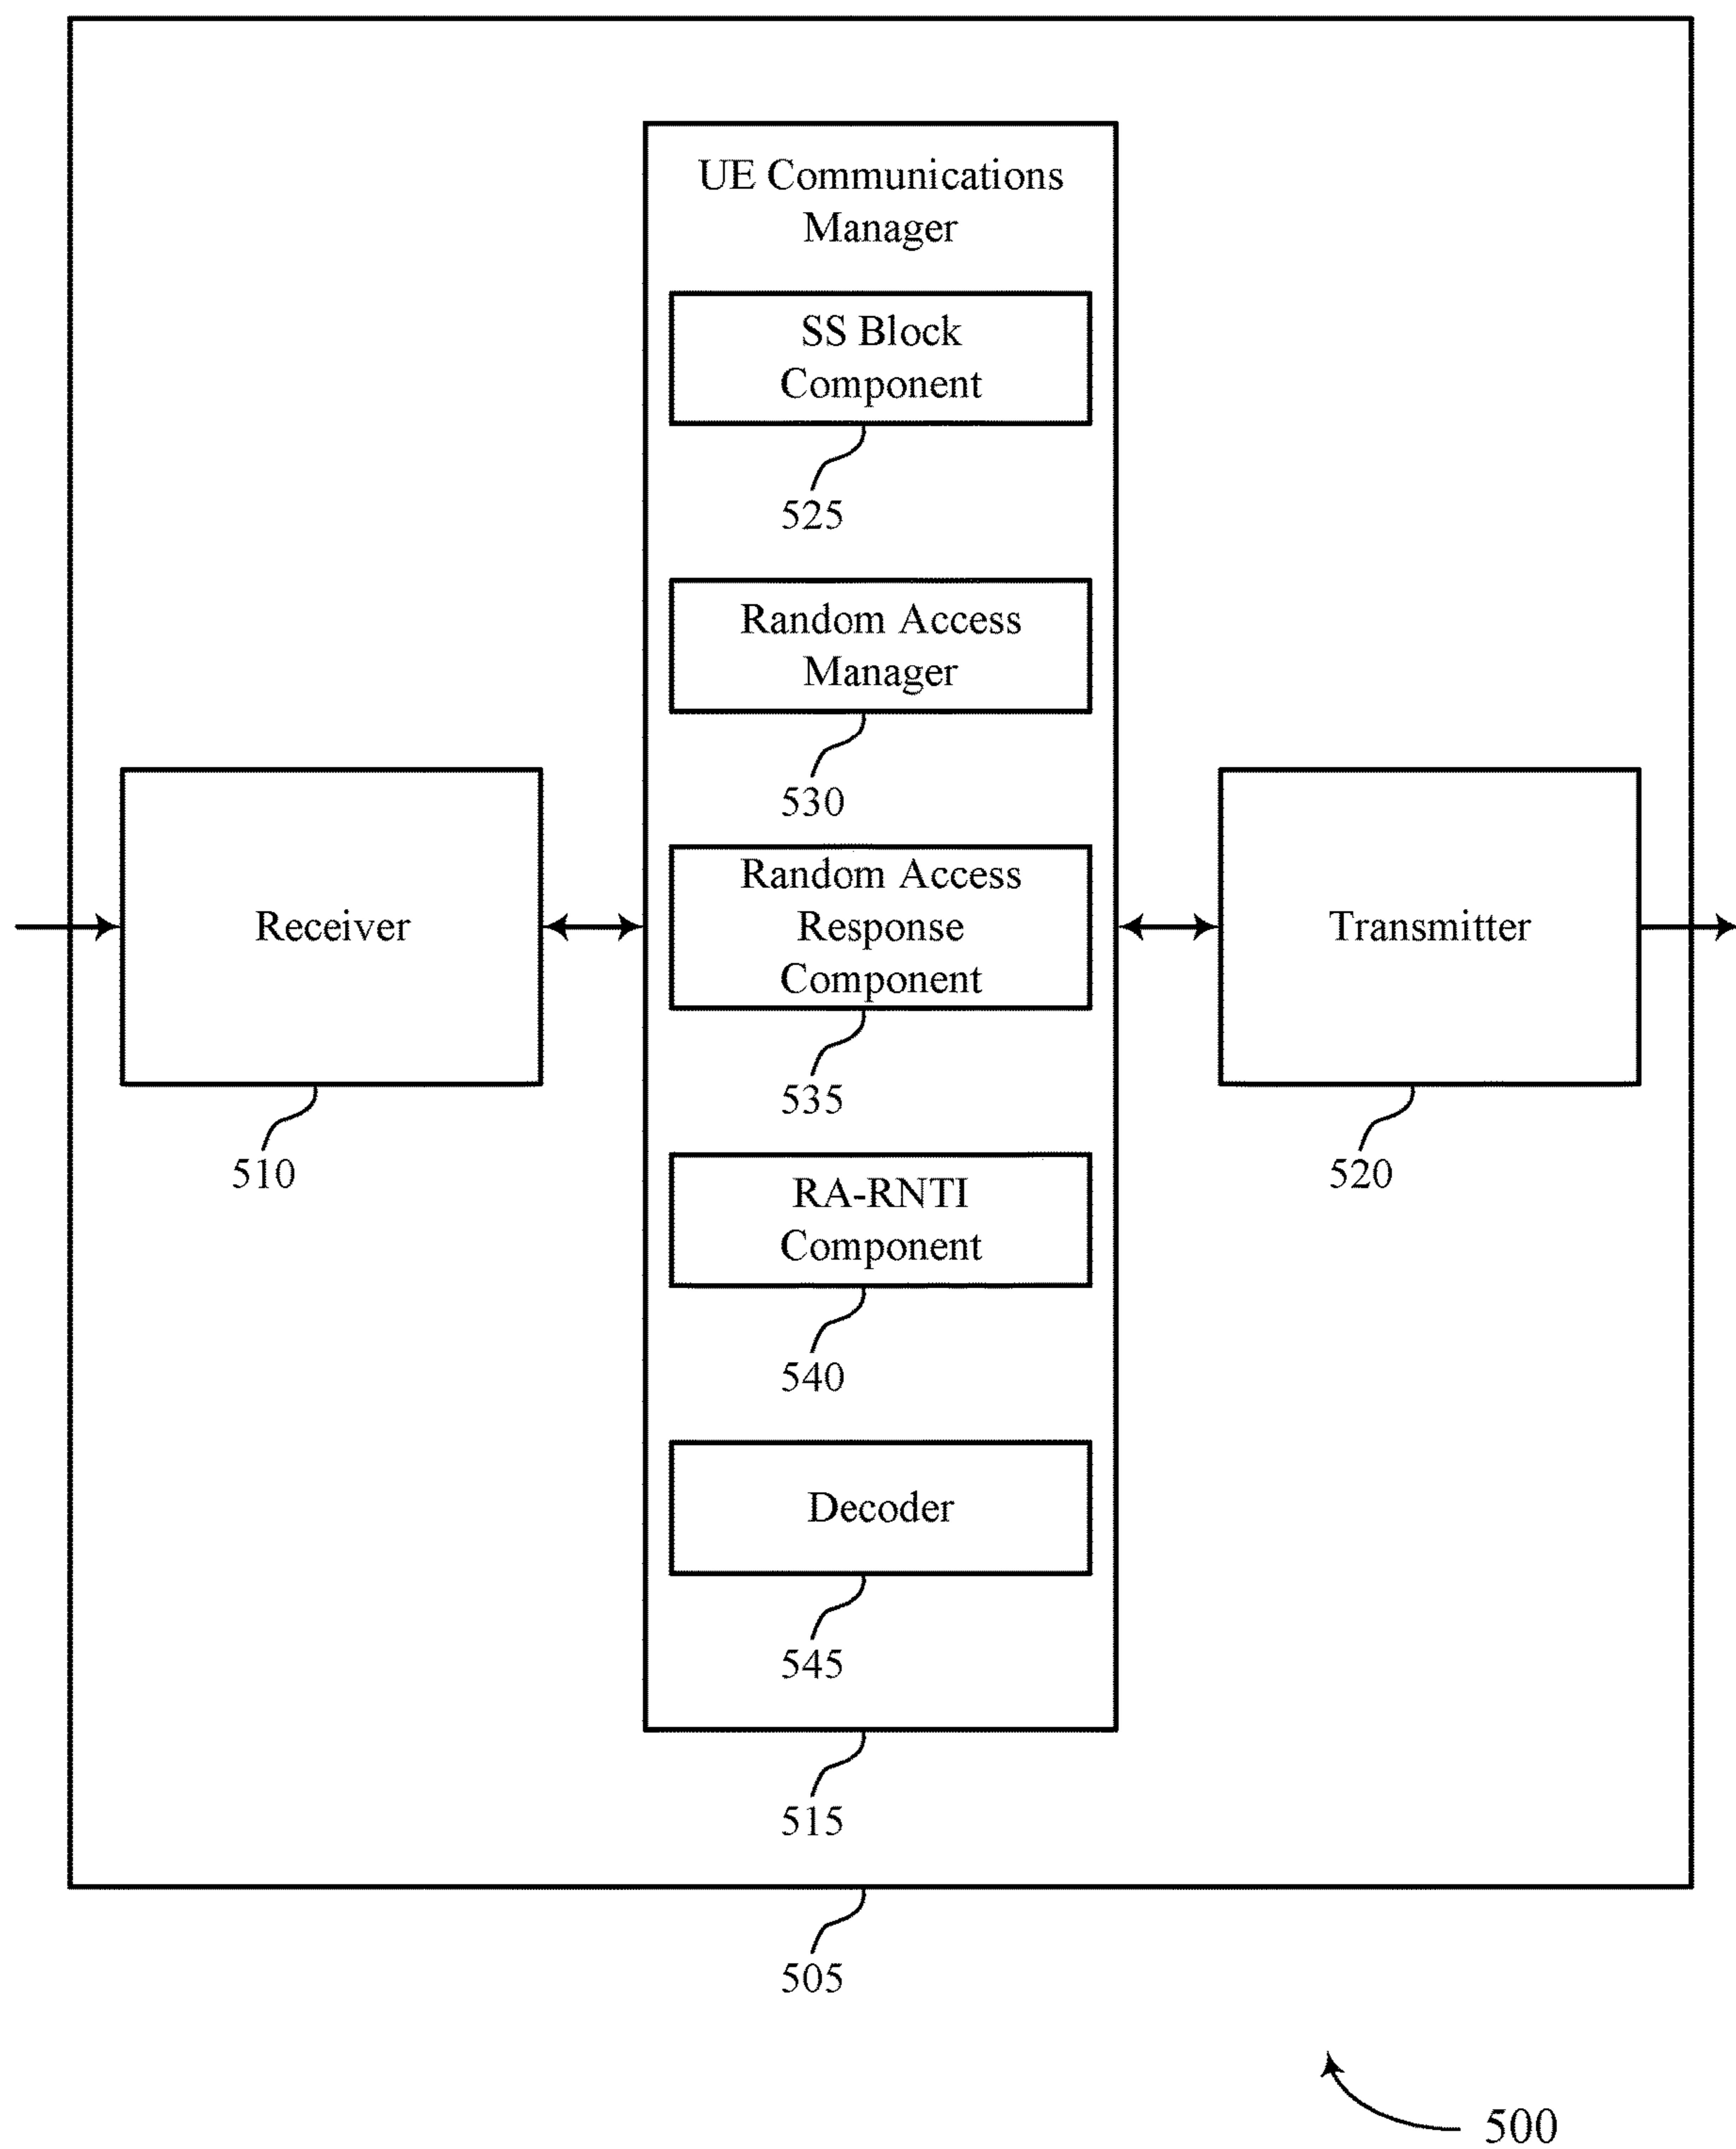 UE Communications
Manager
SS Block
Component
525
Random Access
Manager
530
Receiver
510
Random Access
Response
Component
535
Transmitter
520
RA-RNTI
Component
540
Decoder
545
515
505
500